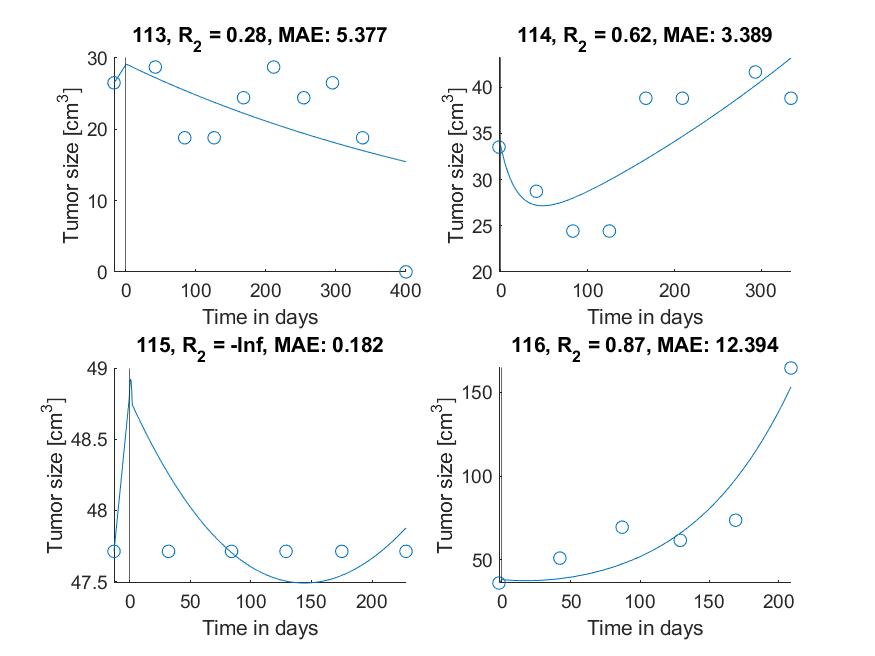 113, R2 = 0.28, MAE: 5.377
30
20
10
0
Tumor size [cm3]
0 100 200 300 400
Time in days
114, R2 = 0.62, MAE: 3.389
40
35
30
25
20
Tumor size [cm3]
0 100 200 300
Time in days
115, R2 = -Inf, MAE: 0.182
49
48.5
48
47.5
Tumor size [cm3]
0 50 100 150 200
Time in days
116, R2 = 0.87, MAE: 12.394
150
100
50
Tumor size [cm3]
0 50 100 150 200
Time in days